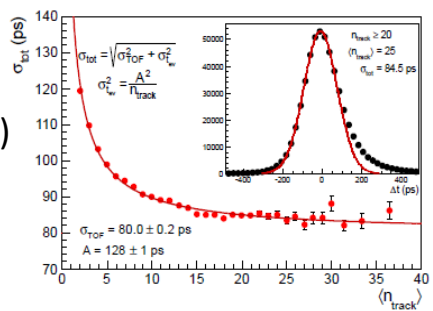 )
σtot (ps)
140
130
120
110
100
90
80
70
σtot = √σ²TOF + σ²tev
σ²tev = A²/ntrack
σTOF = 80.0 ± 0.2 ps
A = 128 ± 1 ps
0 5 10 15 20 25 30 35 40
⟨ntrack⟩
50000
40000
30000
20000
10000
0
ntrack ≥ 20
⟨ntrack⟩ = 25
σtot = 84.5 ps
-400 -200 0 200 400
Δt (ps)